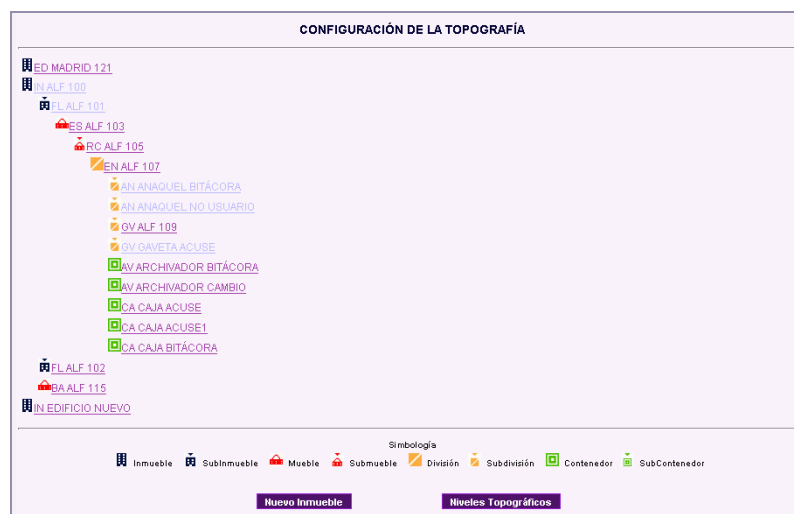 CONFIGURACIÓN DE LA TOPOGRAFÍA
ED MADRID 121
IN ALF 100
FL ALF 101
ES ALF 103
RC ALF 105
EN ALF 107
AN ANAQUEL BITÁCORA
AN ANAQUEL NO USUARIO
GV ALF 109
GV GAVETA ACUSE
AV ARCHIVADOR BITÁCORA
AV ARCHIVADOR CAMBIO
CA CAJA ACUSE
CA CAJA ACUSE1
CA CAJA BITÁCORA
FL ALF 102
BA ALF 115
IN EDIFICIO NUEVO
Simbología
Inmueble SubInmueble Mueble Submueble División Subdivisión Contenedor SubContenedor
Nuevo Inmueble Niveles Topográficos